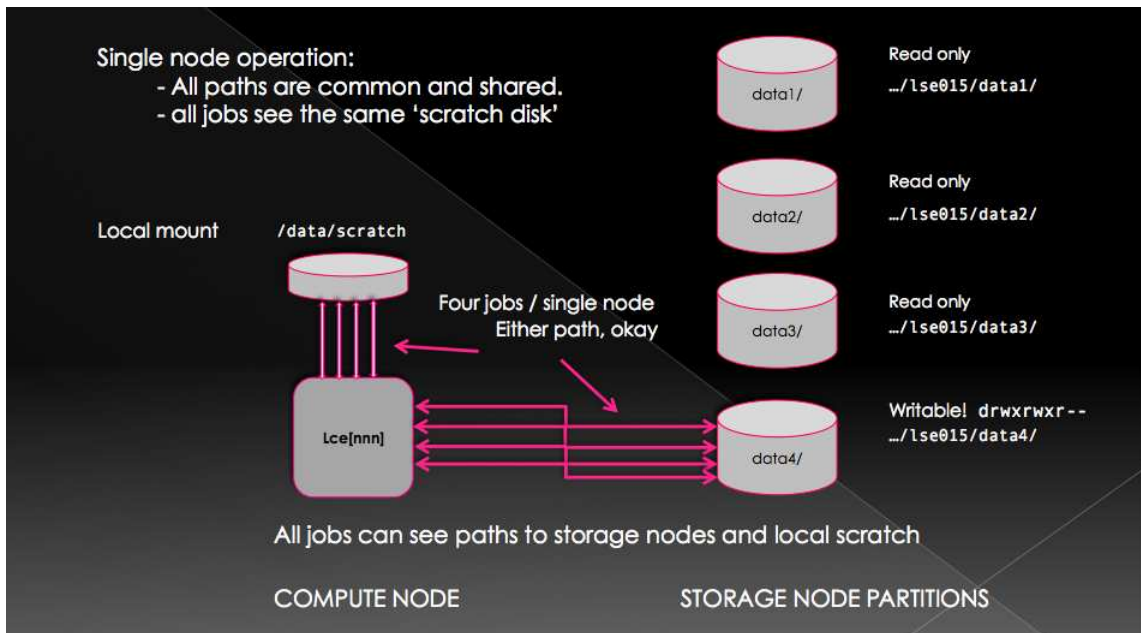 Single node operation:
- All paths are common and shared.
- all jobs see the same ‘scratch disk’
Local mount
/data/scratch
Four jobs / single node
Either path, okay
Lce[nnn]
data1/
Read only
…/lse015/data1/
data2/
Read only
…/lse015/data2/
data3/
Read only
…/lse015/data3/
data4/
Writable! drwxrwxr--
…/lse015/data4/
All jobs can see paths to storage nodes and local scratch
COMPUTE NODE
STORAGE NODE PARTITIONS